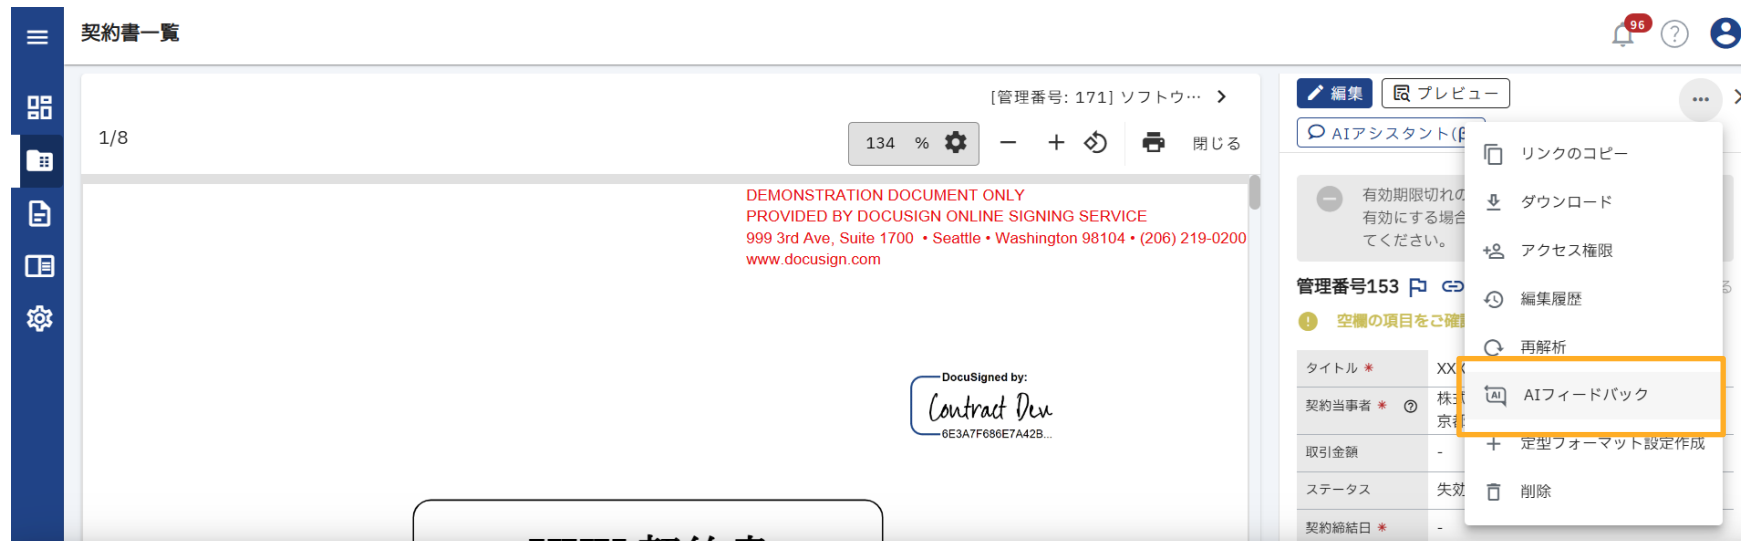 契約書一覧
96
[管理番号: 171] ソフトウ…
1/8
134 %
閉じる
DEMONSTRATION DOCUMENT ONLY
PROVIDED BY DOCUSIGN ONLINE SIGNING SERVICE
999 3rd Ave, Suite 1700 • Seattle • Washington 98104 • (206) 219-0200
www.docusign.com
DocuSigned by:
Contract Dev
6E3A7F686E7A42B...
編集
プレビュー
AIアシスタント(β
有効期限切れの
有効にする場合
てください。
管理番号153
る
空欄の項目をご確
タイトル *
XX
契約当事者 *
株式
京都
取引金額
-
ステータス
失効
契約締結日 *
-
リンクのコピー
ダウンロード
アクセス権限
編集履歴
再解析
AI
AIフィードバック
定型フォーマット設定作成
削除